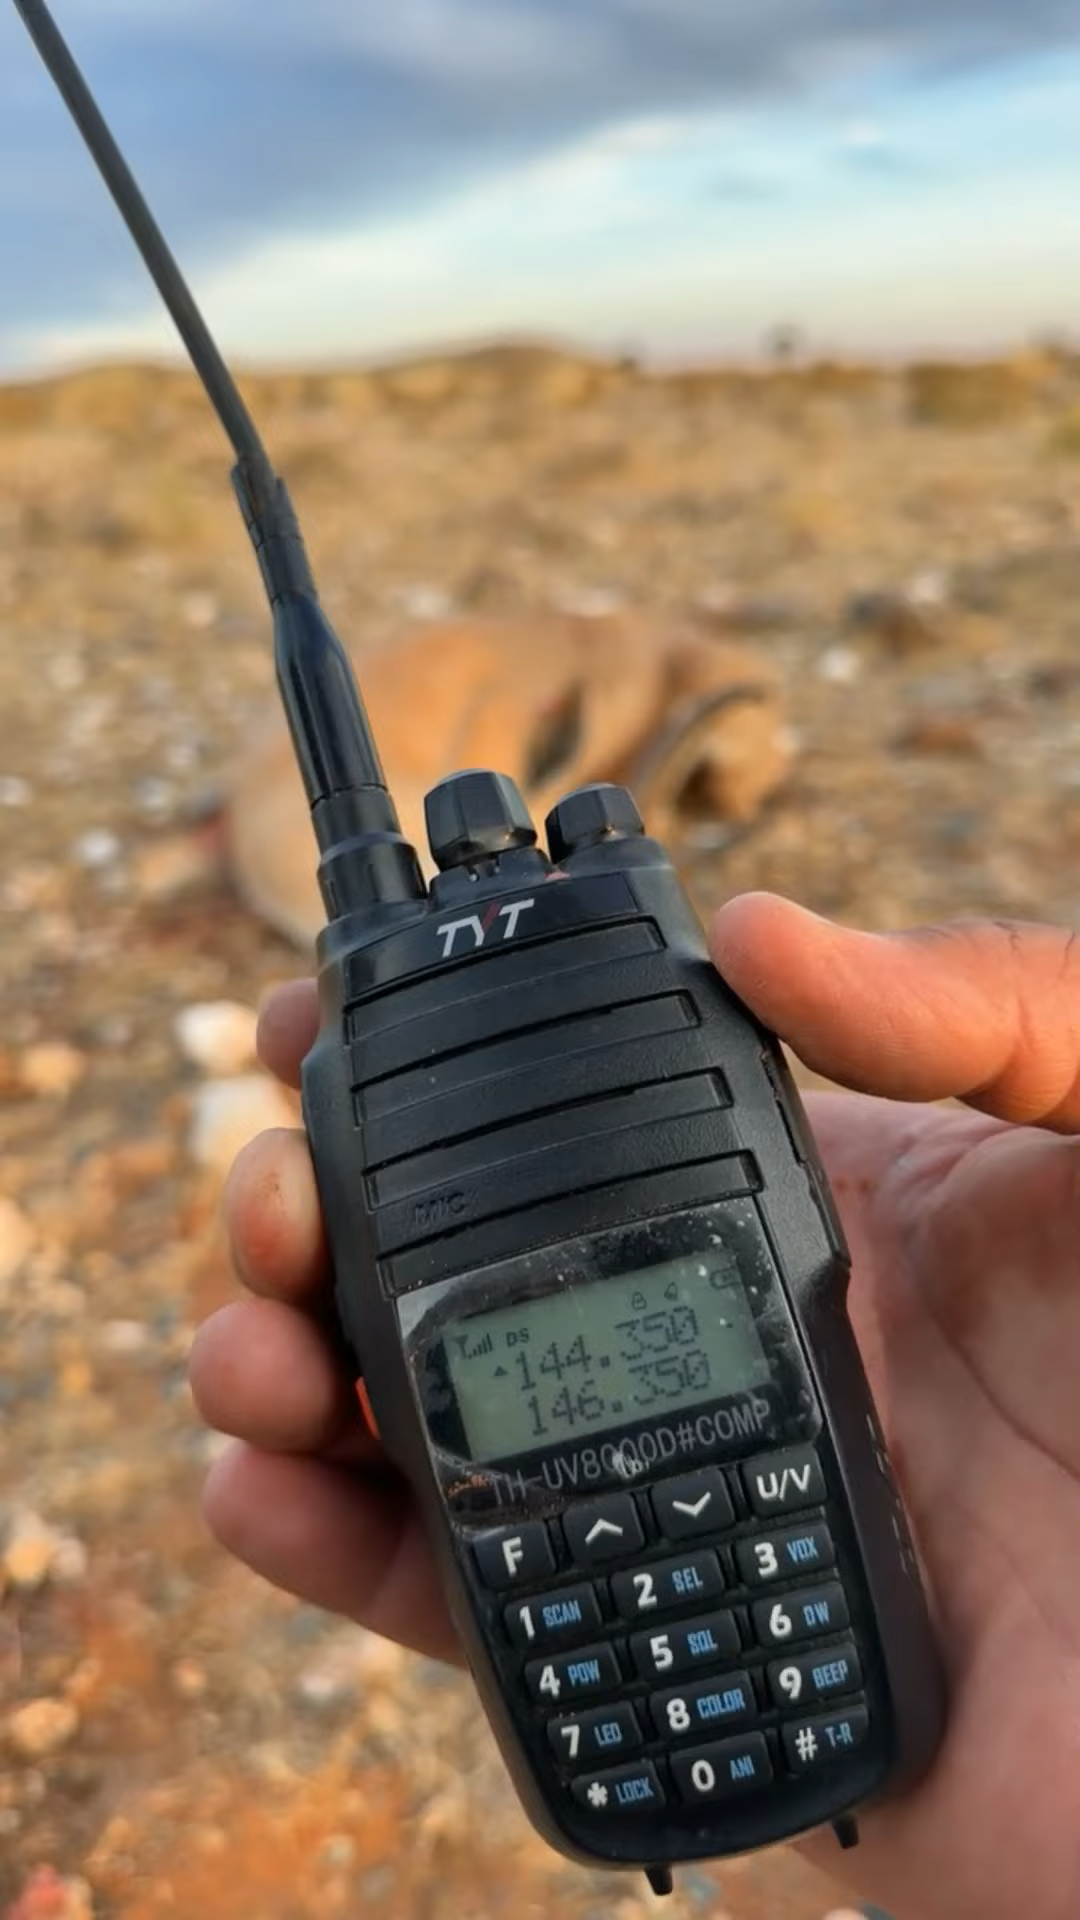 TYT
MIC
DS
144.350
146.350
TH-UV8000D#COMP
F U/V
1 SCAN 2 SEL 3 VOX
4 POW 5 SQL 6 DW
7 LED 8 COLOR 9 BEEP
* LOCK 0 ANI # T-R